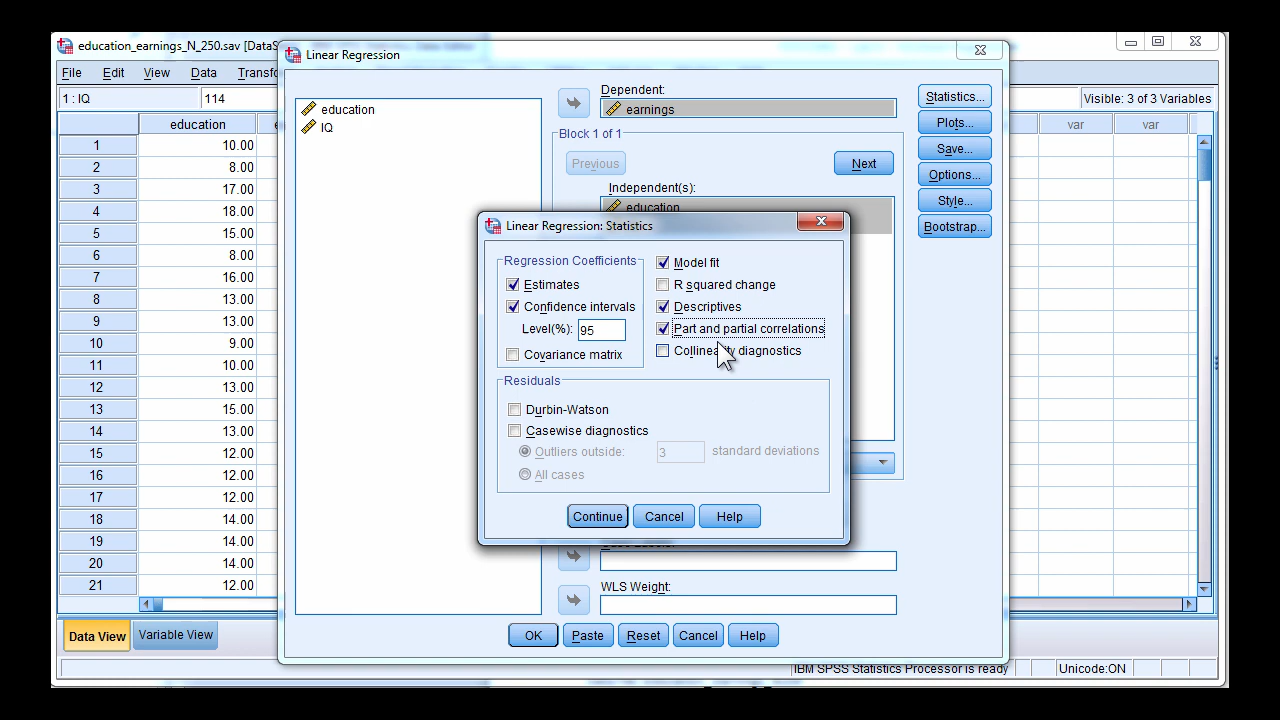 education_earnings_N_250.sav [DataS
File Edit View Data Transfo
1 : IQ 114
Visible: 3 of 3 Variables
education
var var
1 10.00
2 8.00
3 17.00
4 18.00
5 15.00
6 8.00
7 16.00
8 13.00
9 13.00
10 9.00
11 10.00
12 13.00
13 15.00
14 13.00
15 12.00
16 12.00
17 12.00
18 14.00
19 14.00
20 14.00
21 12.00
Data View Variable View
IBM SPSS Statistics Processor is ready
Unicode:ON
Linear Regression
education
IQ
Dependent:
earnings
Block 1 of 1
Previous Next
Independent(s):
education
WLS Weight:
OK Paste Reset Cancel Help
Statistics...
Plots...
Save...
Options...
Style...
Bootstrap...
Linear Regression: Statistics
Regression Coefficients
Estimates
Confidence intervals
Level(%): 95
Covariance matrix
Model fit
R squared change
Descriptives
Part and partial correlations
Collinearity diagnostics
Residuals
Durbin-Watson
Casewise diagnostics
Outliers outside: 3 standard deviations
All cases
Continue Cancel Help